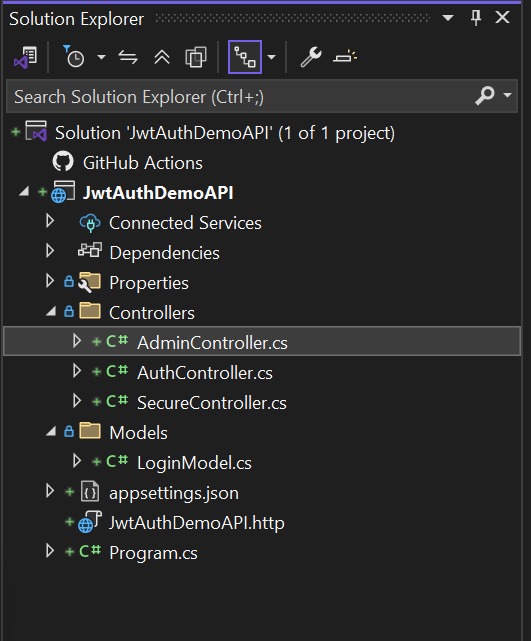 Solution Explorer
Search Solution Explorer (Ctrl+;)
Solution 'JwtAuthDemoAPI' (1 of 1 project)
GitHub Actions
JwtAuthDemoAPI
Connected Services
Dependencies
Properties
Controllers
C# AdminController.cs
C# AuthController.cs
C# SecureController.cs
Models
C# LoginModel.cs
appsettings.json
JwtAuthDemoAPI.http
C# Program.cs